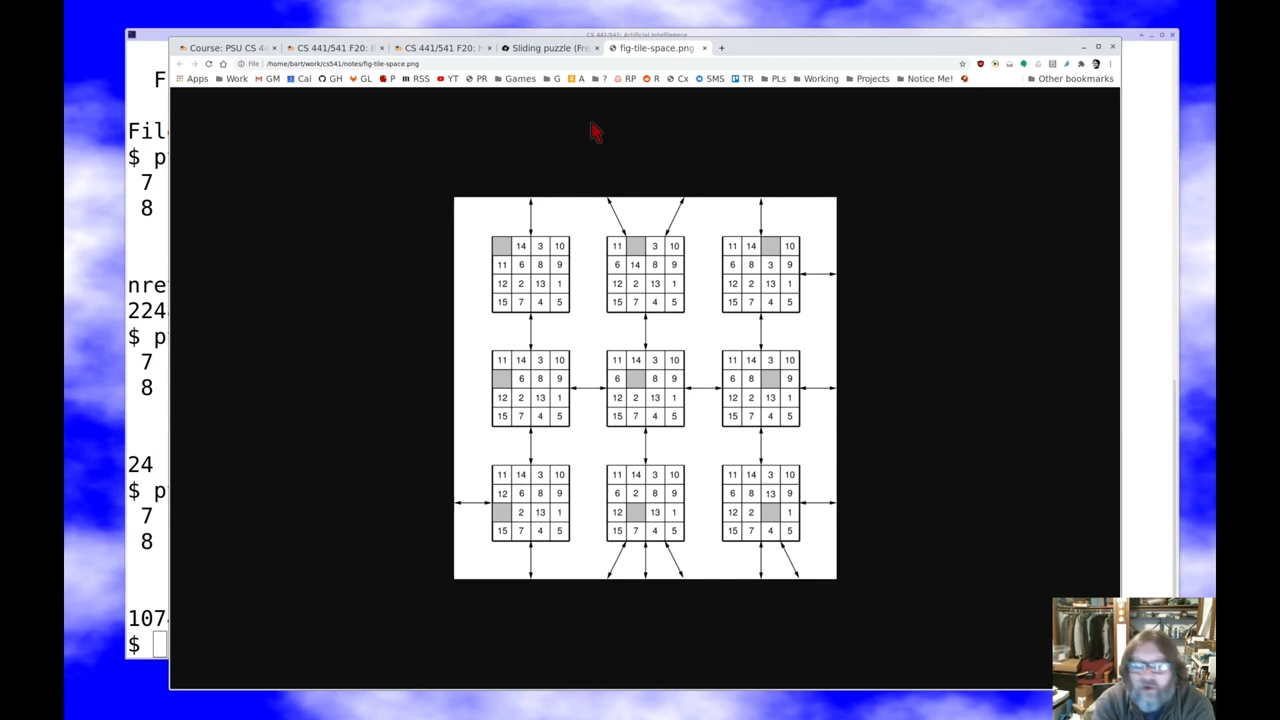 CS 441/541: Artificial Intelligence
Course: PSU CS 44
CS 441/541 F20: B
CS 441/541 F20: H
Sliding puzzle (Fre
fig-tile-space.png
File | /home/bart/work/cs541/notes/fig-tile-space.png
Apps Work GM Cal GH GL P RSS YT PR Games G A ? RP R Cx SMS TR PLs Working Projects Notice Me! Other bookmarks
F
Fil
$ p
7
8
nre
224
$ p
7
8
24
$ p
7
8
107
$
14 3 10
11 6 8 9
12 2 13 1
15 7 4 5
11 3 10
6 14 8 9
12 2 13 1
15 7 4 5
11 14 10
6 8 3 9
12 2 13 1
15 7 4 5
11 14 3 10
6 8 9
12 2 13 1
15 7 4 5
11 14 3 10
6 8 9
12 2 13 1
15 7 4 5
11 14 3 10
6 8 9
12 2 13 1
15 7 4 5
11 14 3 10
12 6 8 9
2 13 1
15 7 4 5
11 14 3 10
6 2 8 9
12 13 1
15 7 4 5
11 14 3 10
6 8 13 9
12 2 1
15 7 4 5